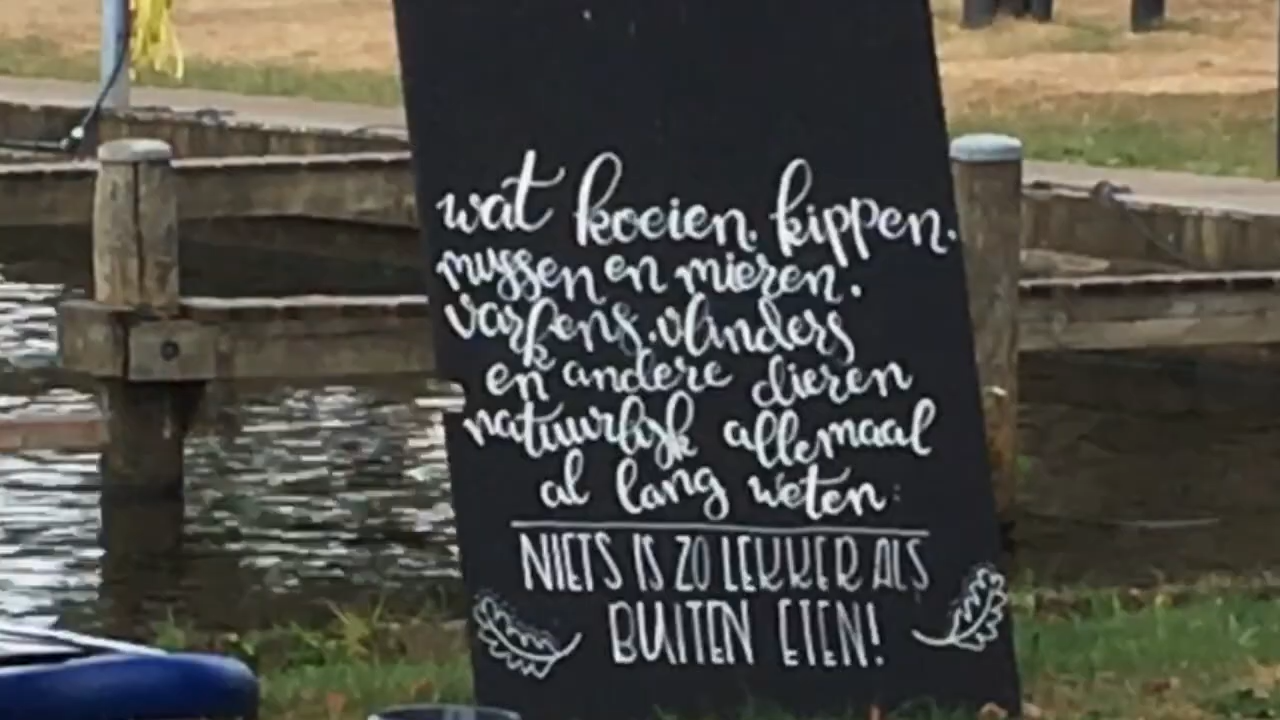 wat koeien, kippen,
mussen en mieren,
varkens, vlinders
en andere dieren
natuurlijk allemaal
al lang weten:
NIETS IS ZO LEKKER ALS
BUITEN ETEN!